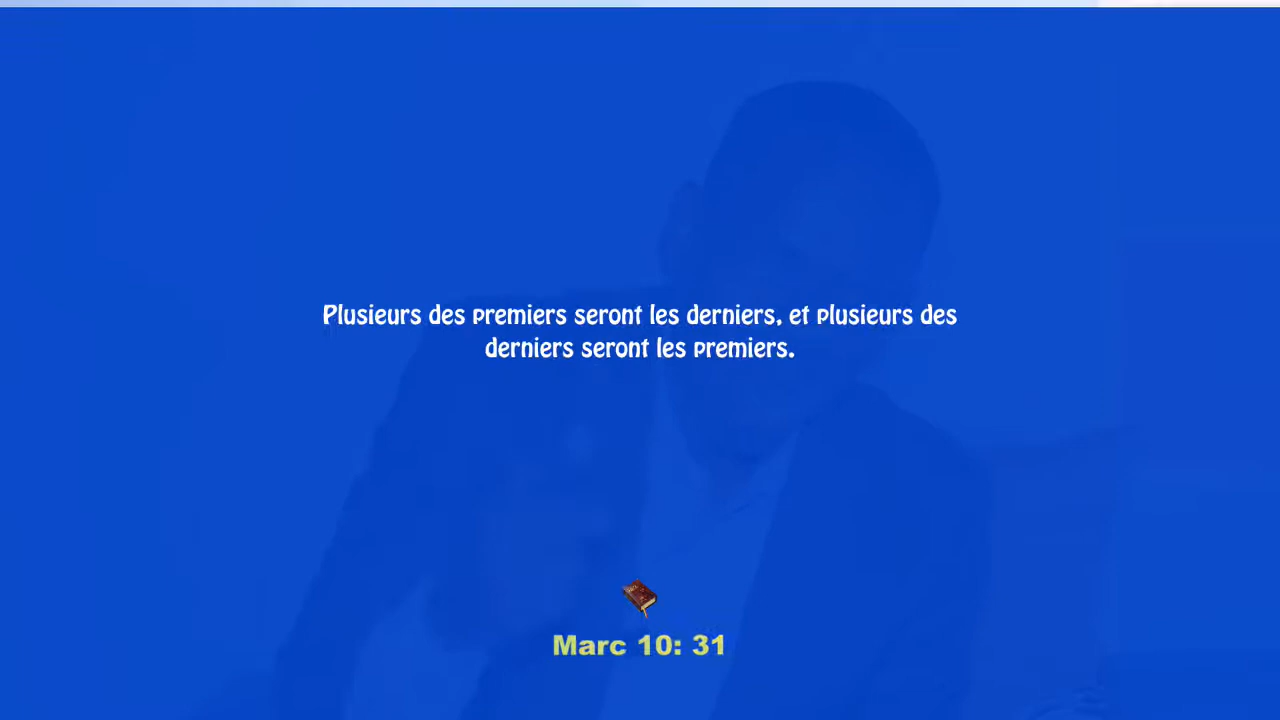 Plusieurs des premiers seront les derniers, et plusieurs des
derniers seront les premiers.
Marc 10: 31